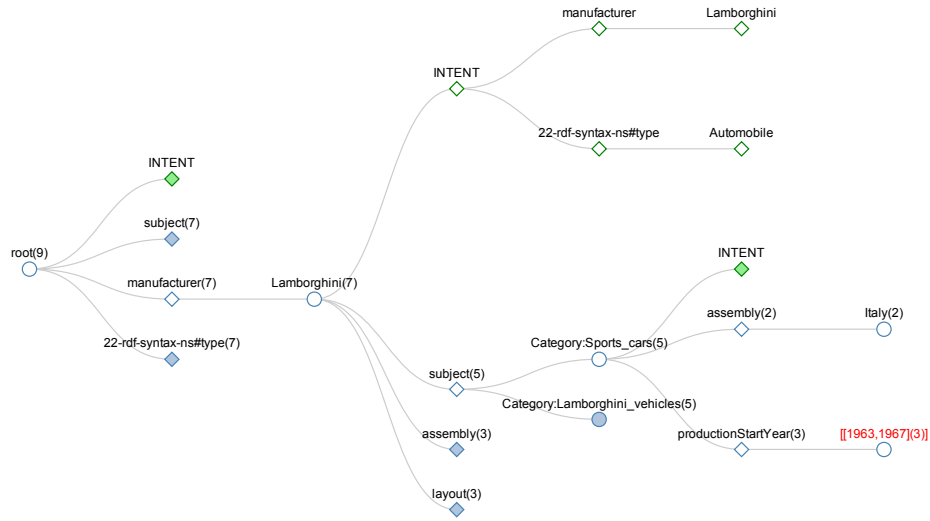 manufacturer
Lamborghini
INTENT
22-rdf-syntax-ns#type
Automobile
INTENT
subject(7)
root(9)
manufacturer(7)
Lamborghini(7)
22-rdf-syntax-ns#type(7)
INTENT
assembly(2)
Italy(2)
Category:Sports_cars(5)
subject(5)
Category:Lamborghini_vehicles(5)
assembly(3)
productionStartYear(3)
[[1963,1967](3)]
layout(3)